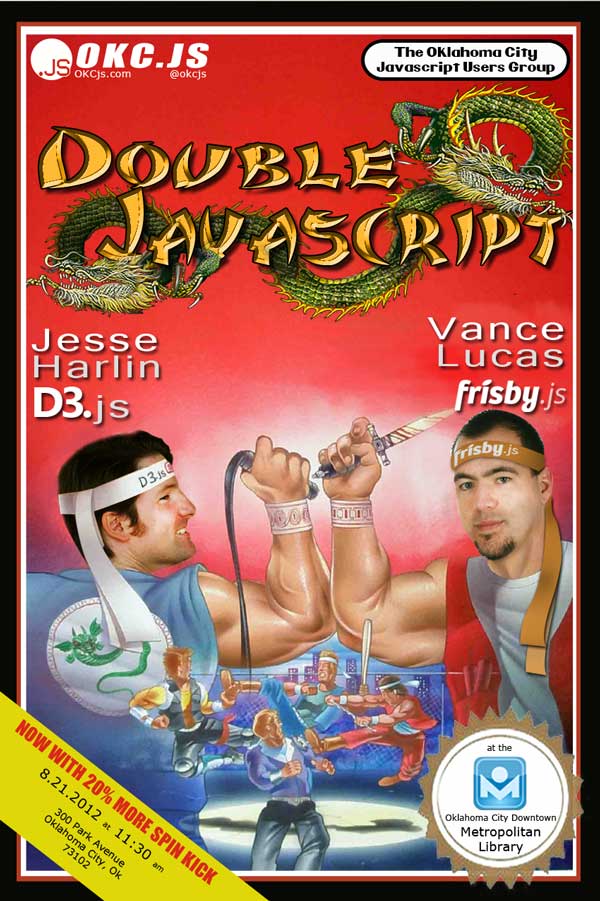 .JS OKC.JS
OKCjs.com @okcjs
The Oklahoma City
Javascript Users Group
Double
Javascript
Jesse
Harlin
D3.js
Vance
Lucas
frisby.js
D3.js
frisby.js
NOW WITH 20% MORE SPIN KICK
8.21.2012 at 11:30 am
300 Park Avenue
Oklahoma City, Ok
73102
at the
Oklahoma City Downtown
Metropolitan
Library